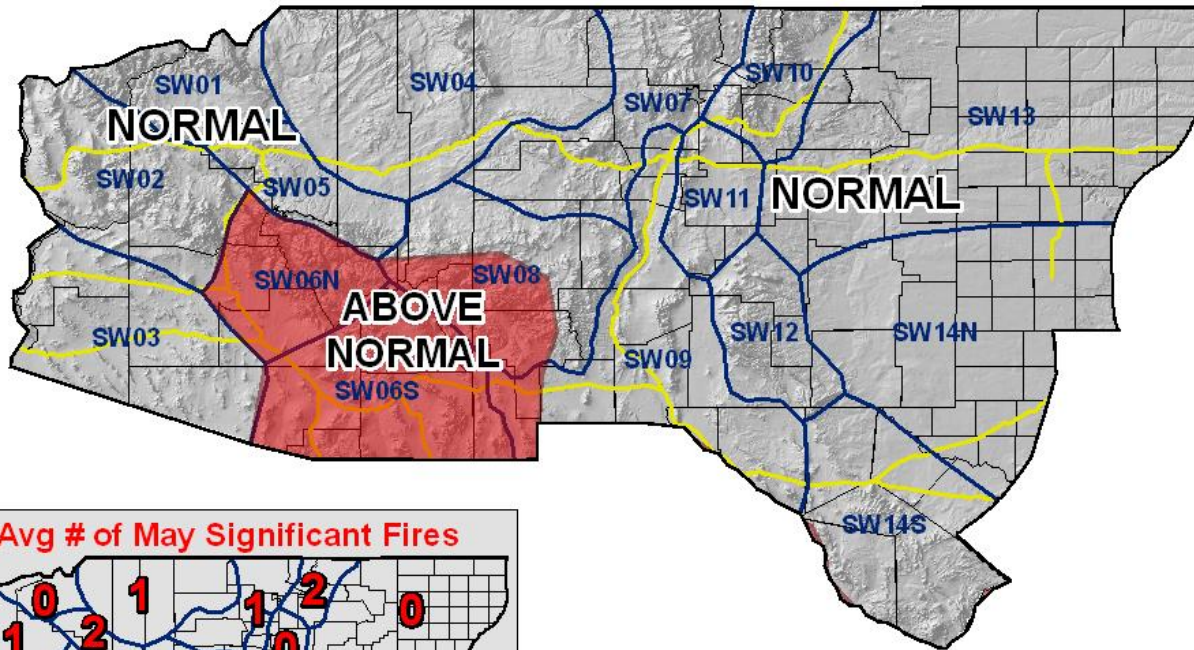 SW01
SW04
SW07
SW10
SW13
NORMAL
SW02
SW05
SW11
NORMAL
SW06N
SW08
ABOVE
NORMAL
SW03
SW12
SW14N
SW09
SW06S
SW14S
Avg # of May Significant Fires
0
1
1
2
0
1
2
0